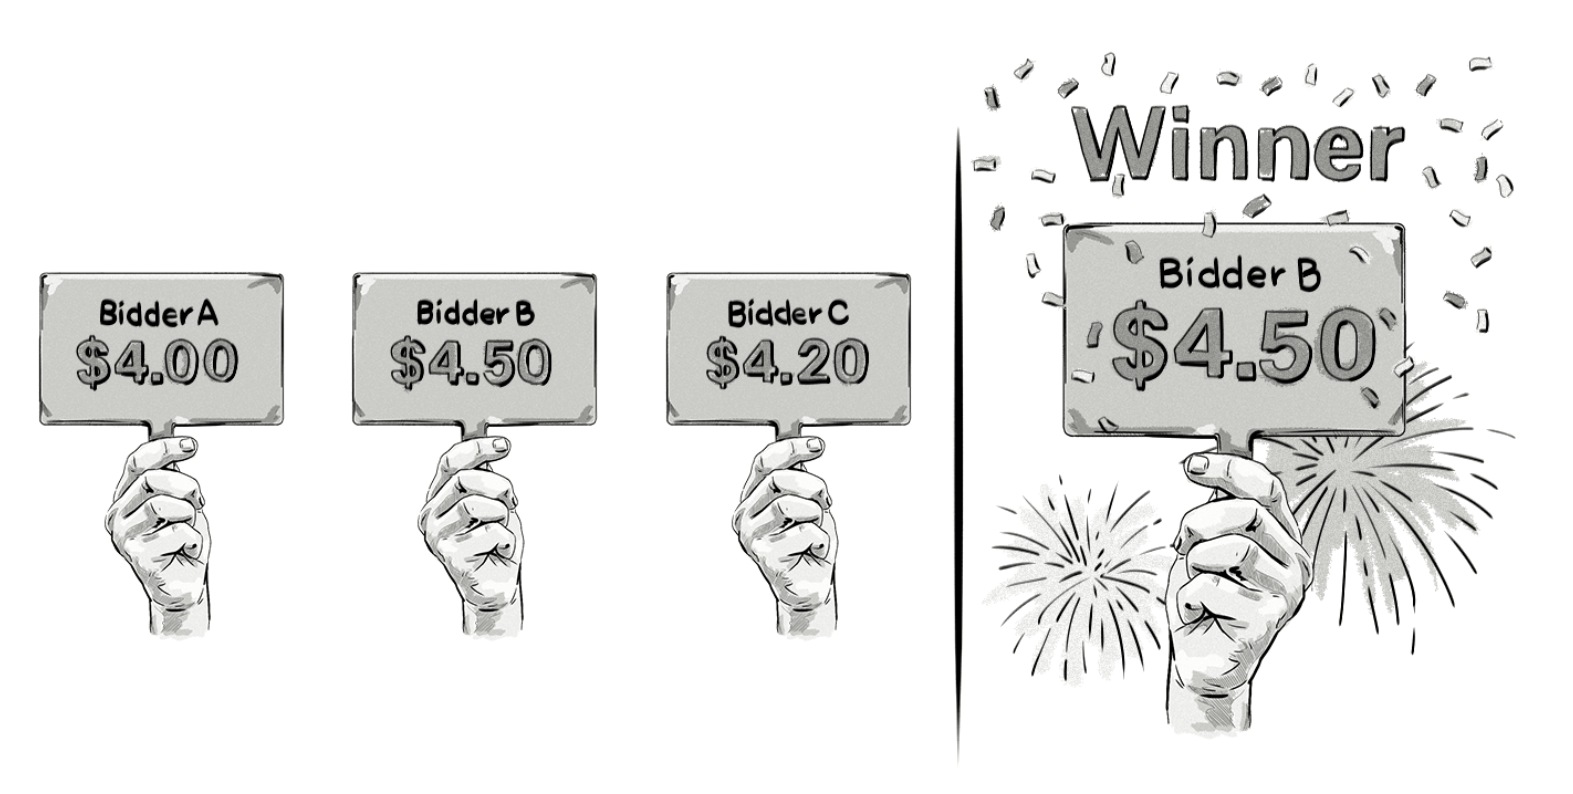 Bidder A
$4.00
Bidder B
$4.50
Bidder C
$4.20
Winner
Bidder B
$4.50